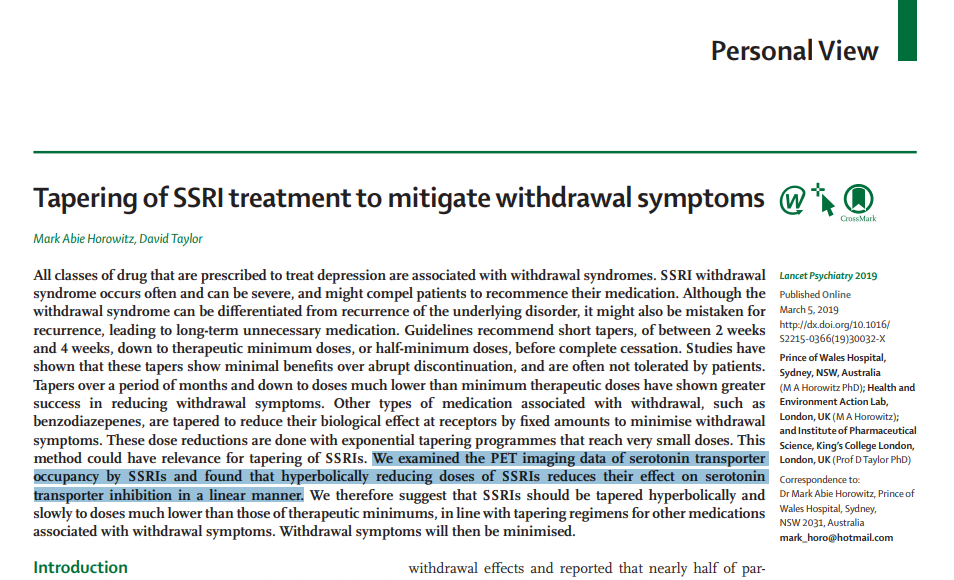 Personal View
Tapering of SSRI treatment to mitigate withdrawal symptoms
W
CrossMark
Mark Abie Horowitz, David Taylor
All classes of drug that are prescribed to treat depression are associated with withdrawal syndromes. SSRI withdrawal
syndrome occurs often and can be severe, and might compel patients to recommence their medication. Although the
withdrawal syndrome can be differentiated from recurrence of the underlying disorder, it might also be mistaken for
recurrence, leading to long-term unnecessary medication. Guidelines recommend short tapers, of between 2 weeks
and 4 weeks, down to therapeutic minimum doses, or half-minimum doses, before complete cessation. Studies have
shown that these tapers show minimal benefits over abrupt discontinuation, and are often not tolerated by patients.
Tapers over a period of months and down to doses much lower than minimum therapeutic doses have shown greater
success in reducing withdrawal symptoms. Other types of medication associated with withdrawal, such as
benzodiazepenes, are tapered to reduce their biological effect at receptors by fixed amounts to minimise withdrawal
symptoms. These dose reductions are done with exponential tapering programmes that reach very small doses. This
method could have relevance for tapering of SSRIs. We examined the PET imaging data of serotonin transporter
occupancy by SSRIs and found that hyperbolically reducing doses of SSRIs reduces their effect on serotonin
transporter inhibition in a linear manner. We therefore suggest that SSRIs should be tapered hyperbolically and
slowly to doses much lower than those of therapeutic minimums, in line with tapering regimens for other medications
associated with withdrawal symptoms. Withdrawal symptoms will then be minimised.
Lancet Psychiatry 2019
Published Online
March 5, 2019
http://dx.doi.org/10.1016/
S2215-0366(19)30032-X
Prince of Wales Hospital,
Sydney, NSW, Australia
(M A Horowitz PhD); Health and
Environment Action Lab,
London, UK (M A Horowitz);
and Institute of Pharmaceutical
Science, King's College London,
London, UK (Prof D Taylor PhD)
Correspondence to:
Dr Mark Abie Horowitz, Prince of
Wales Hospital, Sydney,
NSW 2031, Australia
mark_horo@hotmail.com
Introduction
withdrawal effects and reported that nearly half of par-